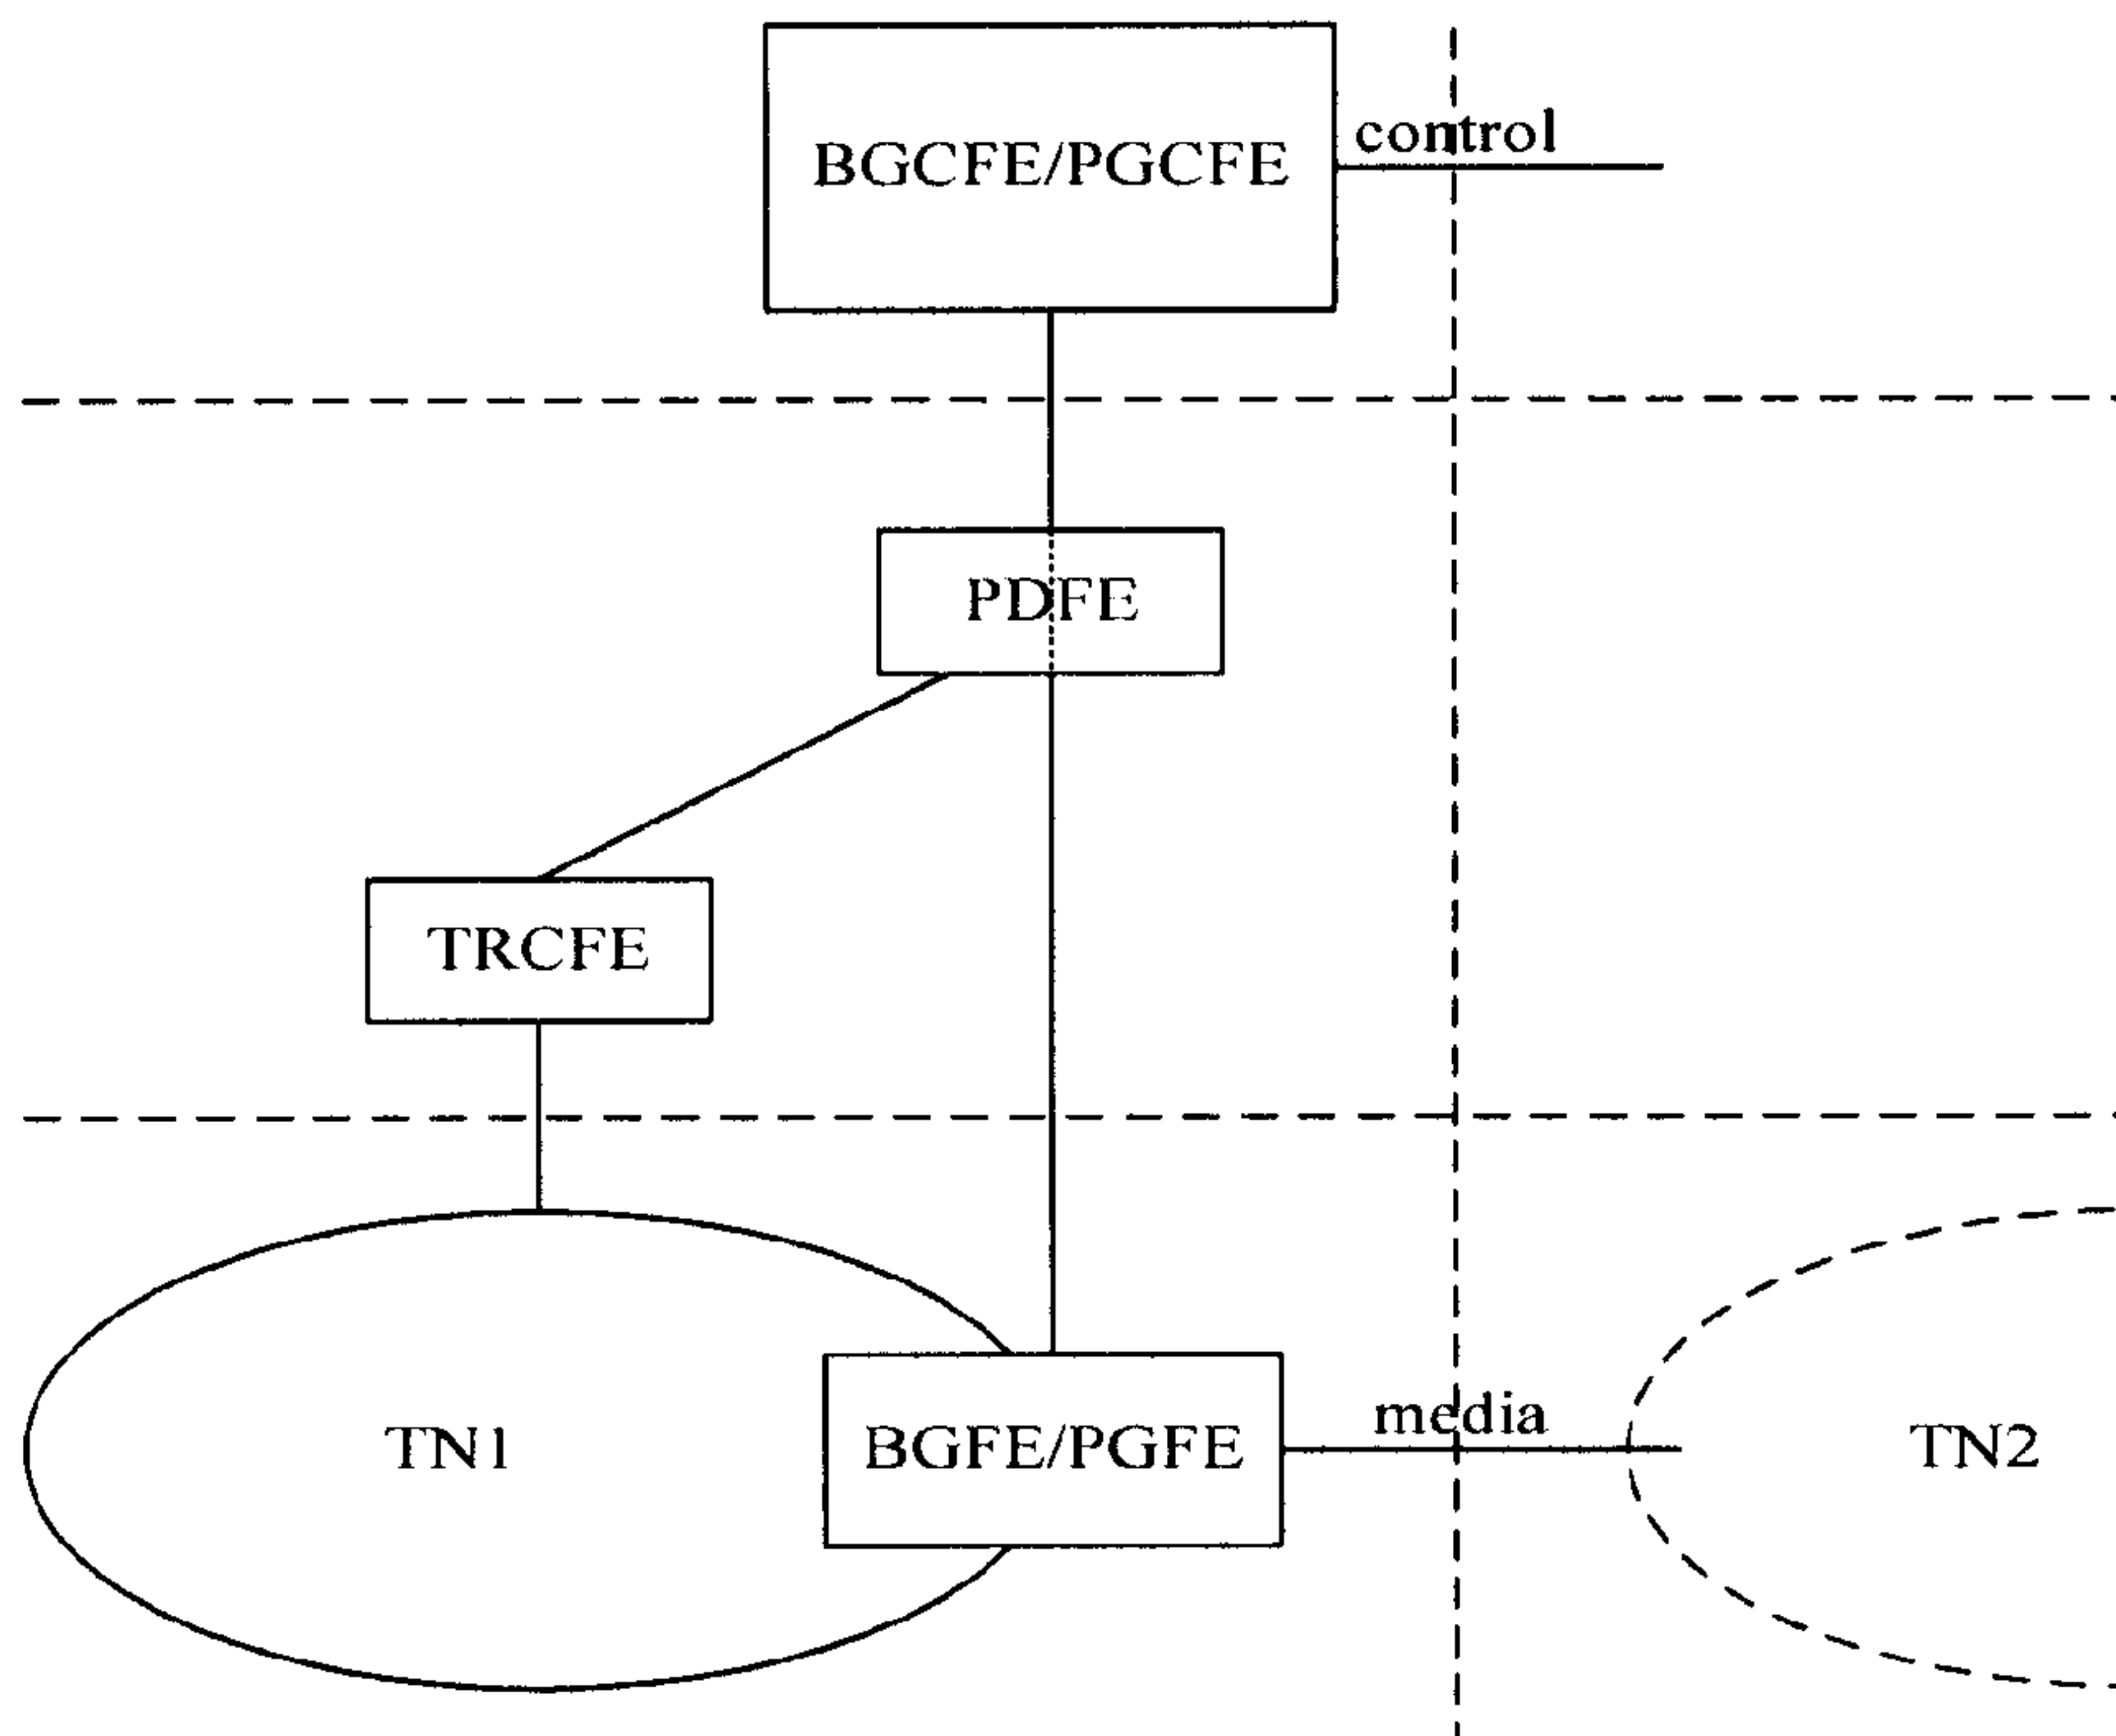 BGCFE/PGCFE
control
PDFE
TRCFE
TN1
BGFE/PGFE
media
TN2